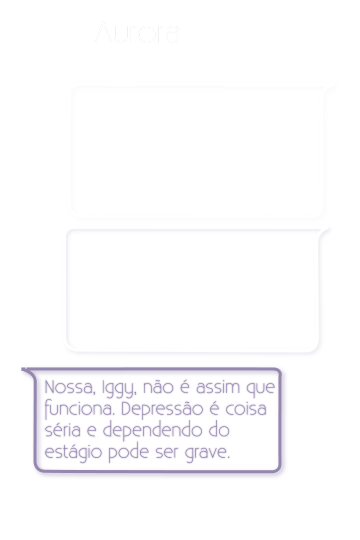 Aurora
Nossa, Iggy, não é assim que
funciona. Depressão é coisa
séria e dependendo do
estágio pode ser grave.